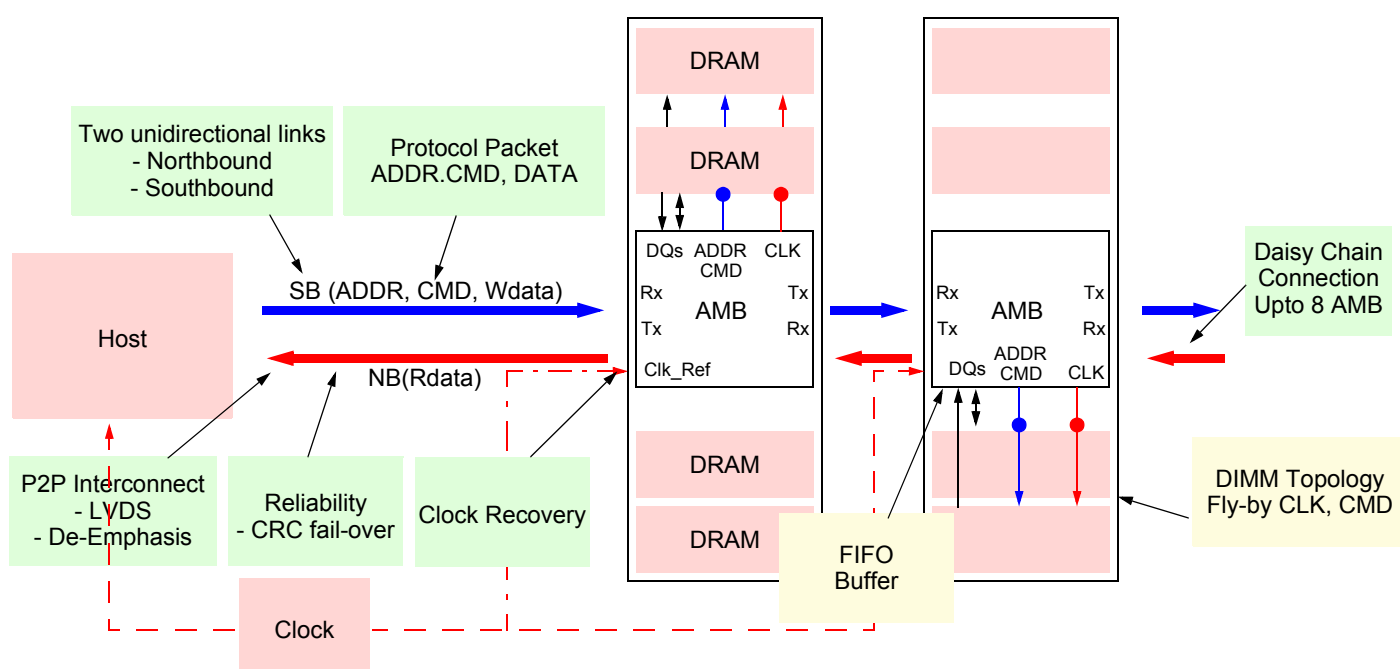 DRAM
DRAM
Two unidirectional links
- Northbound
- Southbound
Protocol Packet
ADDR.CMD, DATA
Host
SB (ADDR, CMD, Wdata)
NB(Rdata)
DQs ADDR CLK
CMD
Rx Tx
AMB
Tx Rx
Clk_Ref
Rx Tx
AMB
Tx Rx
DQs ADDR CLK
CMD
Daisy Chain
Connection
Upto 8 AMB
P2P Interconnect
- LVDS
- De-Emphasis
Reliability
- CRC fail-over
Clock Recovery
DRAM
DRAM
FIFO
Buffer
DIMM Topology
Fly-by CLK, CMD
Clock